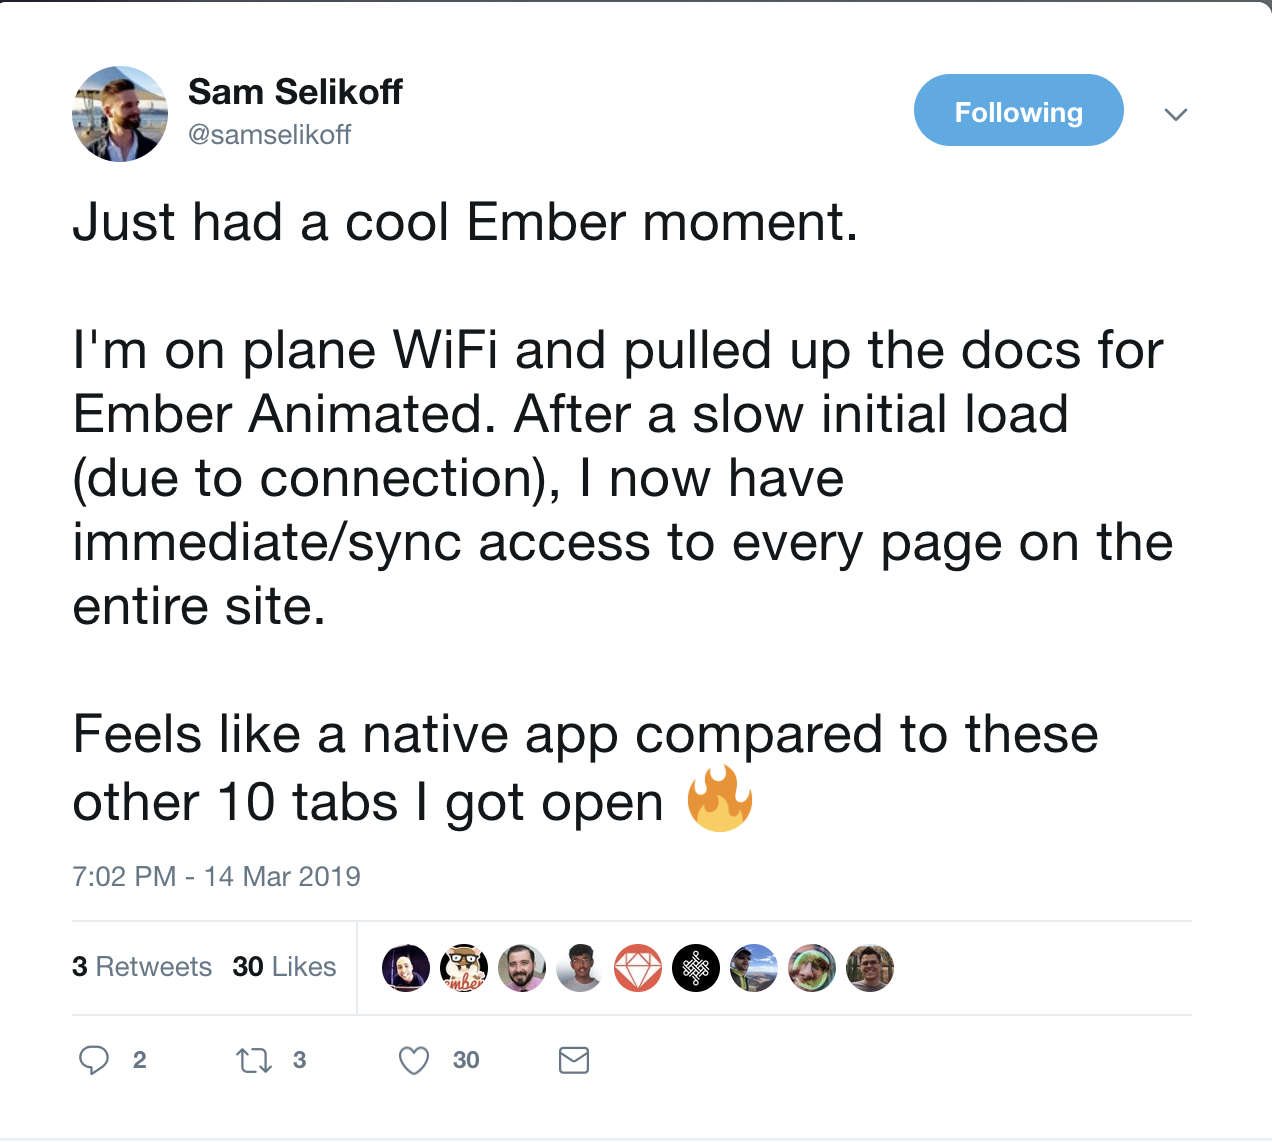 Sam Selikoff
@samselikoff
Following
Just had a cool Ember moment.
I'm on plane WiFi and pulled up the docs for
Ember Animated. After a slow initial load
(due to connection), I now have
immediate/sync access to every page on the
entire site.
Feels like a native app compared to these
other 10 tabs I got open 🔥
7:02 PM - 14 Mar 2019
3 Retweets 30 Likes
mber
2 3 30